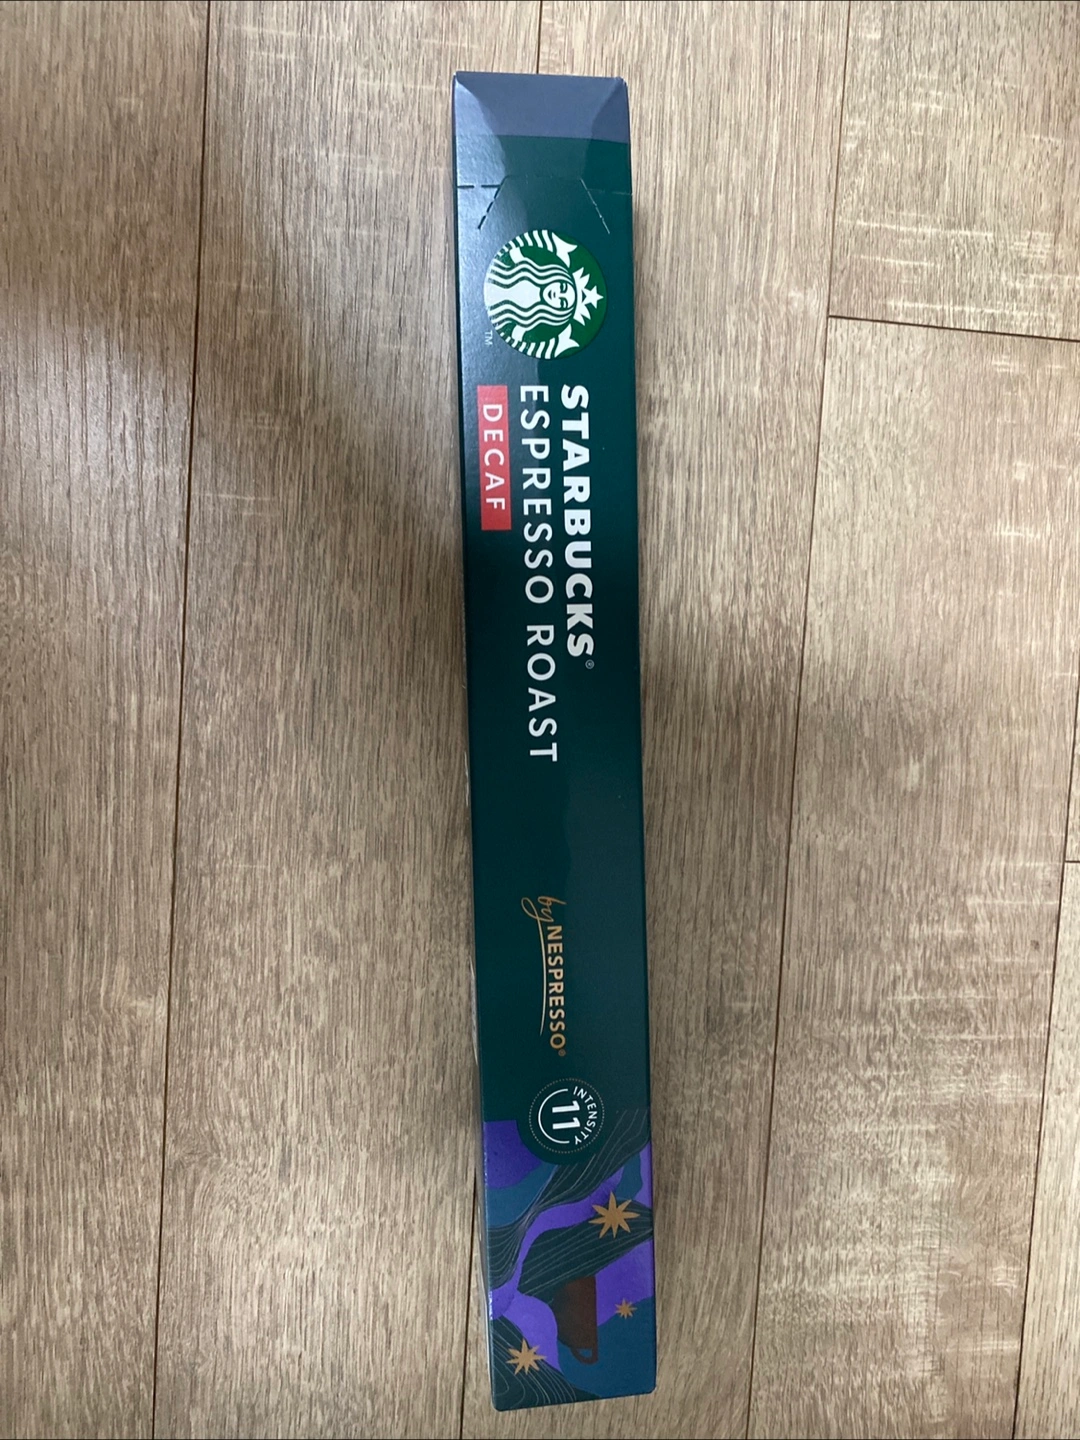 TM
STARBUCKS®
ESPRESSO ROAST
DECAF
by NESPRESSO®
INTENSITY
11